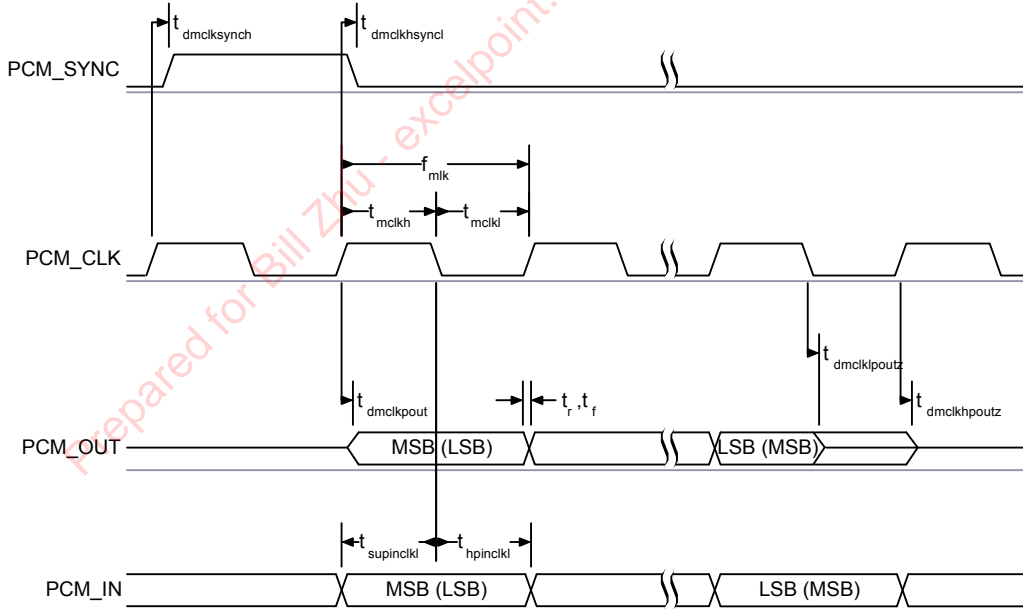 t dmclksynch
t dmclkhsyncl
PCM_SYNC
f mlk
t mclkh
t mclkl
PCM_CLK
t dmclklpoutz
t dmclkpout
t r ,t f
t dmclkhpoutz
PCM_OUT
MSB (LSB)
LSB (MSB)
t supinclkl
t hpinclkl
PCM_IN
MSB (LSB)
LSB (MSB)
Prepared for Bill Zhu - excelpoint.